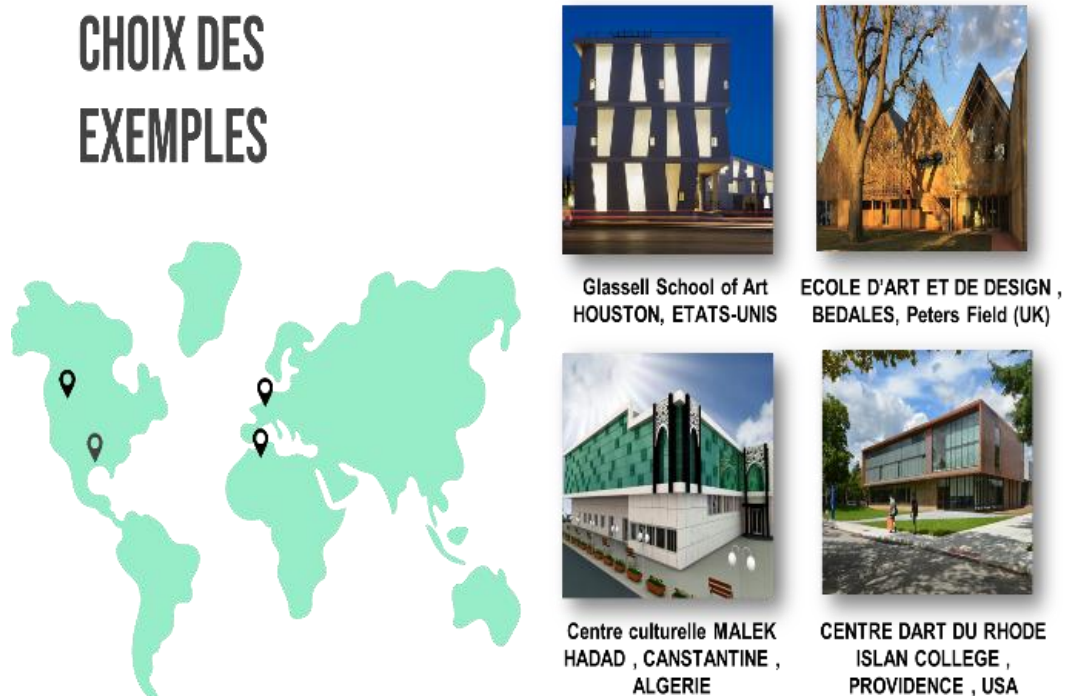 CHOIX DES
EXEMPLES
Glassell School of Art
HOUSTON, ETATS-UNIS
ECOLE D'ART ET DE DESIGN ,
BEDALES, Peters Field (UK)
Centre culturelle MALEK
HADAD , CANSTANTINE ,
ALGERIE
CENTRE DART DU RHODE
ISLAN COLLEGE ,
PROVIDENCE , USA